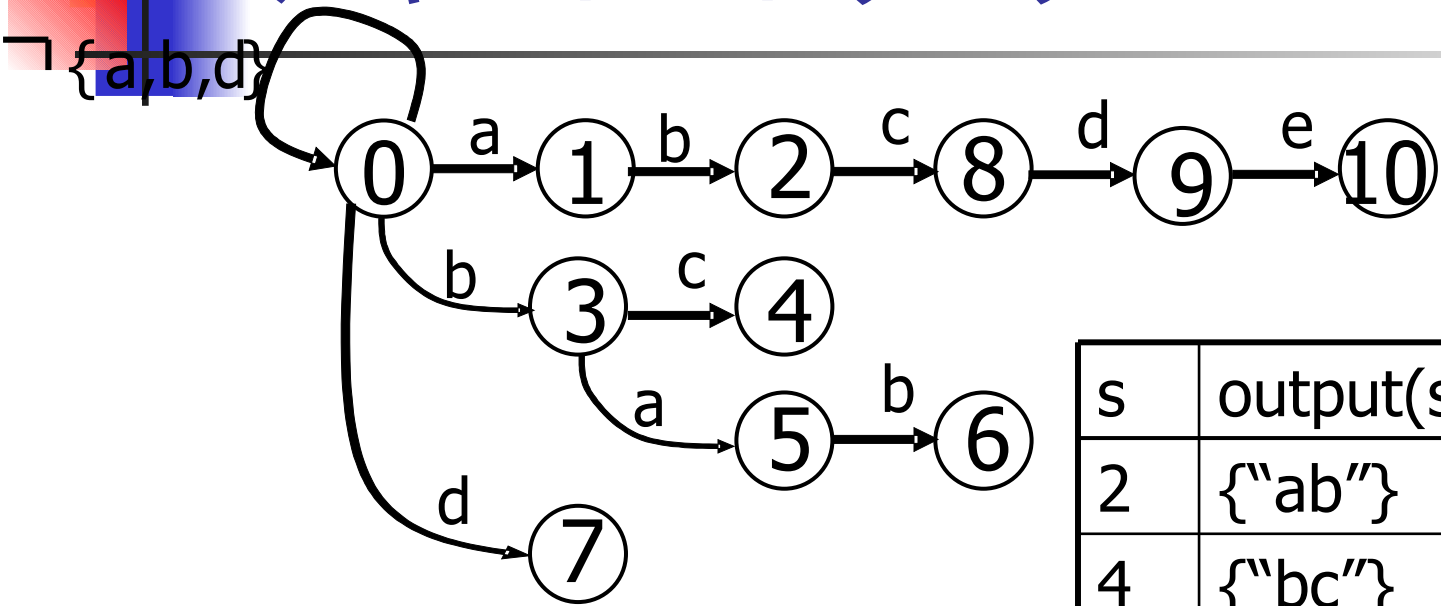 ¬{a,b,d}
0 a 1 b 2 c 8 d 9 e 10
b 3 c 4
a 5 b 6
d 7
s output(s
2 {“ab”}
4 {“bc”}